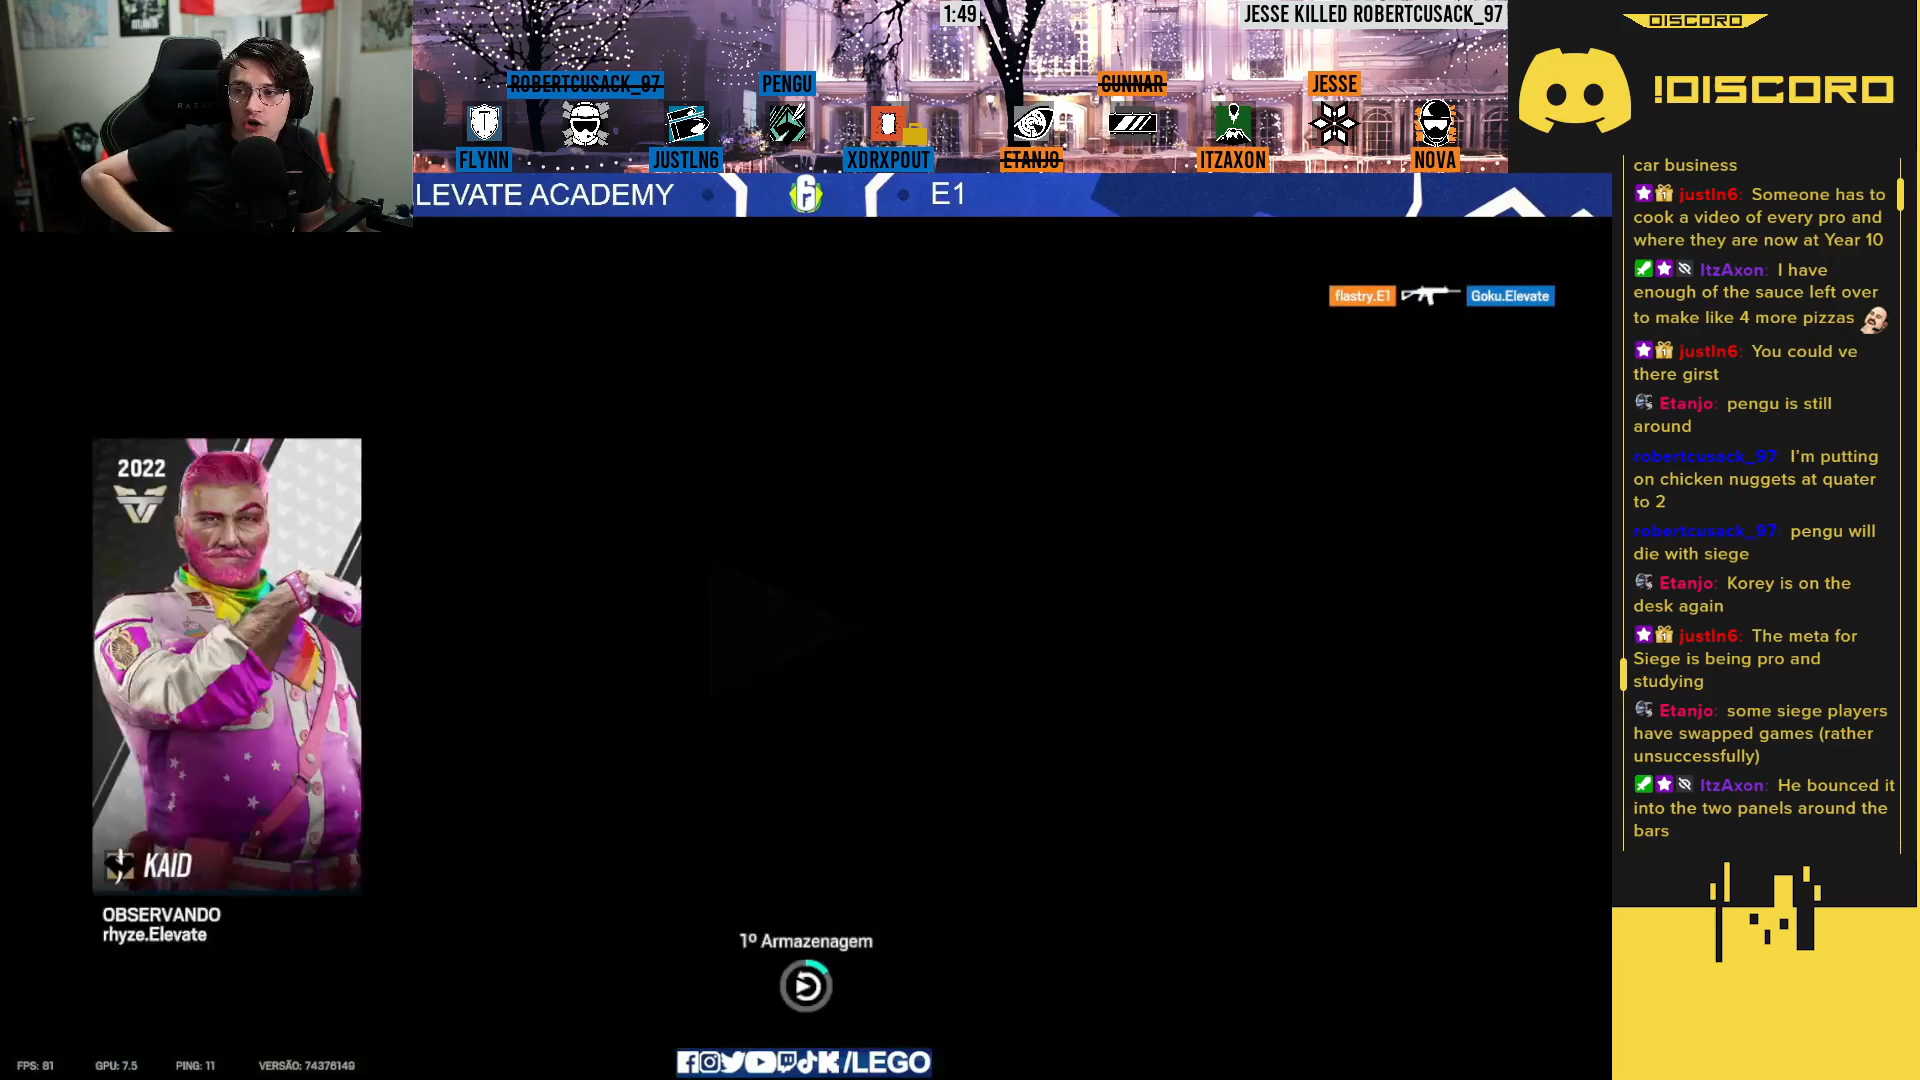 1:49
JESSE KILLED ROBERTCUSACK_97
ROBERTCUSACK_97
PENGU
GUNNAR
JESSE
FLYNN
JUSTLN6
XDRXPOUT
ETANJO
ITZAXON
NOVA
LEVATE ACADEMY
E1
DISCORD
!DISCORD
car business
justln6: Someone has to
cook a video of every pro and
where they are now at Year 10
ItzAxon: I have
enough of the sauce left over
to make like 4 more pizzas
justln6: You could ve
there girst
Etanjo: pengu is still
around
robertcusack_97: I'm putting
on chicken nuggets at quater
to 2
robertcusack_97: pengu will
die with siege
Etanjo: Korey is on the
desk again
justln6: The meta for
Siege is being pro and
studying
Etanjo: some siege players
have swapped games (rather
unsuccessfully)
ItzAxon: He bounced it
into the two panels around the
bars
flastry.E1
Goku.Elevate
2022
KAID
OBSERVANDO
rhyze.Elevate
1º Armazenagem
/LEGO
FPS: 81
GPU: 7.5
PING: 11
VERSÃO: 74376149